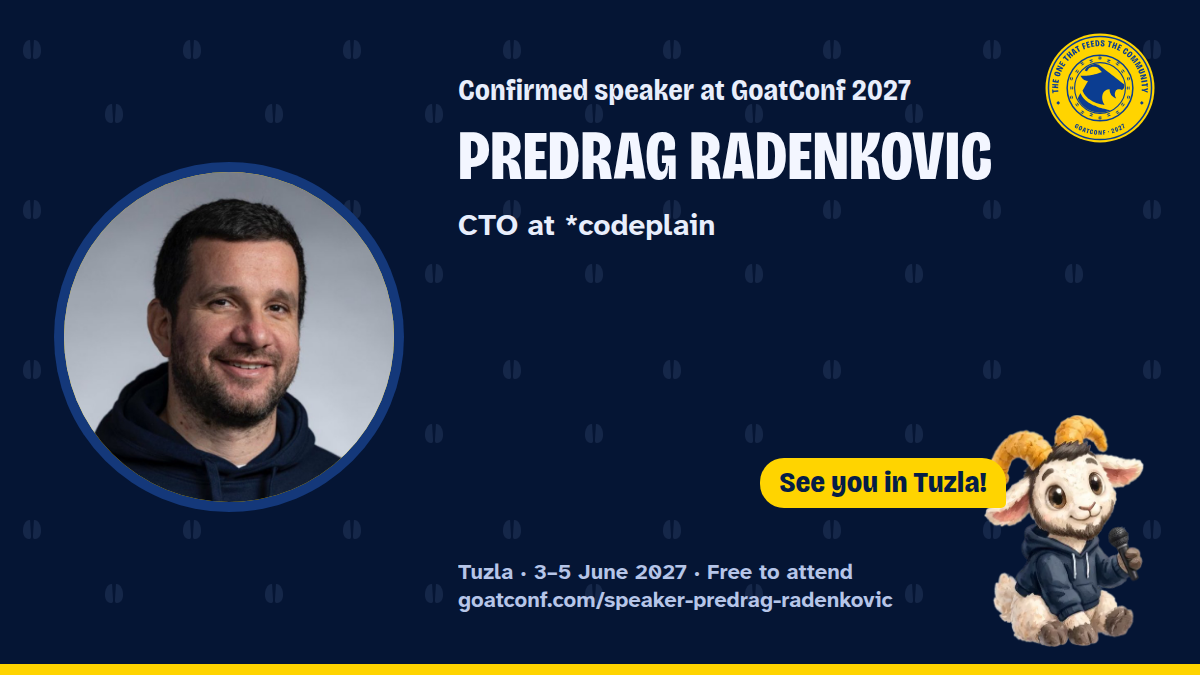 Confirmed speaker at GoatConf 2027
PREDRAG RADENKOVIC
CTO at *codeplain
THE ONE THAT FEEDS THE COMMUNITY
GOATCONF · 2027
See you in Tuzla!
Tuzla · 3–5 June 2027 · Free to attend
goatconf.com/speaker-predrag-radenkovic